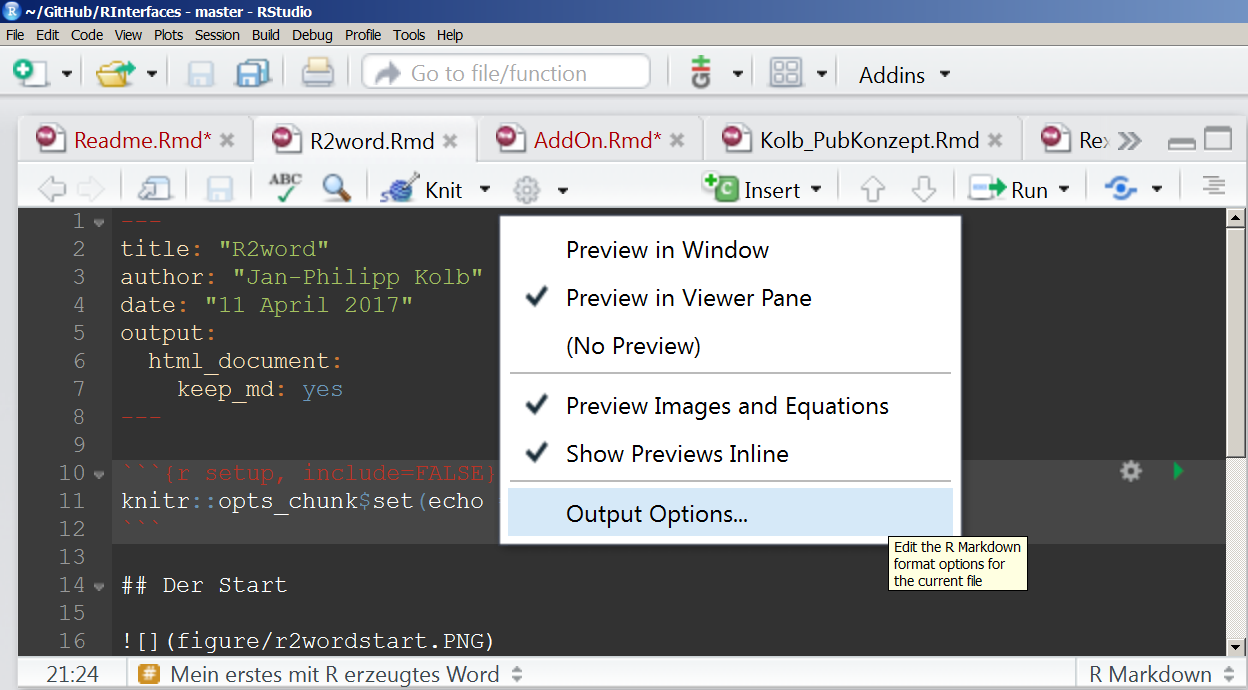 ~/GitHub/RInterfaces - master - RStudio
File Edit Code View Plots Session Build Debug Profile Tools Help
Go to file/function Addins
Readme.Rmd* R2word.Rmd AddOn.Rmd* Kolb_PubKonzept.Rmd Re
ABC Knit Insert Run
1 ---
2 title: "R2word"
3 author: "Jan-Philipp Kolb"
4 date: "11 April 2017"
5 output:
6 html_document:
7 keep_md: yes
8 ---
9
10 ```{r setup, include=FALSE}
11 knitr::opts_chunk$set(echo
12 ```
13
14 ## Der Start
15
16 ![](figure/r2wordstart.PNG)
Preview in Window
Preview in Viewer Pane
(No Preview)
Preview Images and Equations
Show Previews Inline
Output Options...
Edit the R Markdown
format options for
the current file
21:24 # Mein erstes mit R erzeugtes Word R Markdown